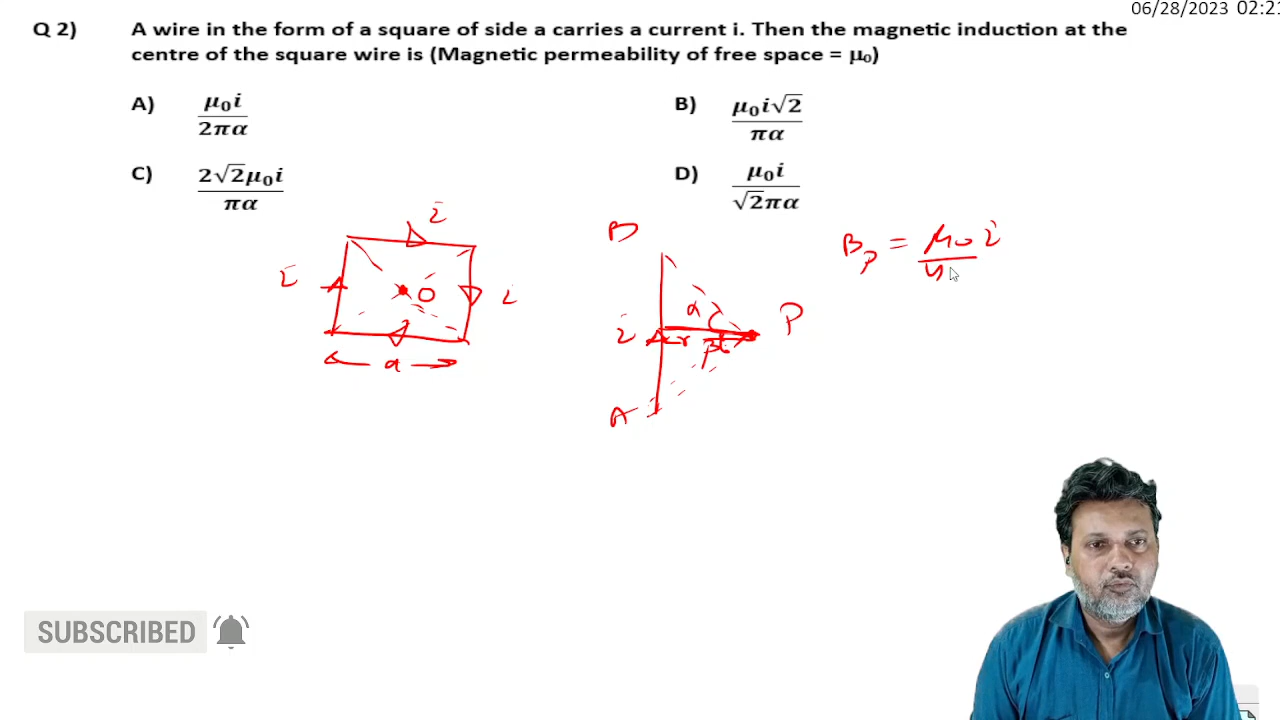 06/28/2023 02:21
Q 2) A wire in the form of a square of side a carries a current i. Then the magnetic induction at the
centre of the square wire is (Magnetic permeability of free space = μ₀)
A) μ₀i / 2πα
B) μ₀i√2 / πα
C) 2√2μ₀i / πα
D) μ₀i / √2πα
i
i
O
i
a
B
α
P
i
r
β
A
B_P = μ₀i / 4
SUBSCRIBED